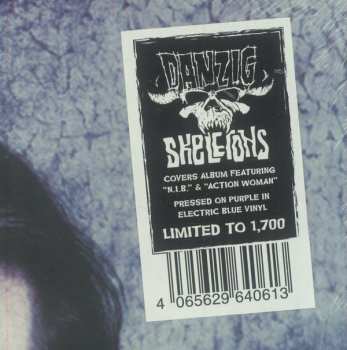 DANZIG
SKELETONS
COVERS ALBUM FEATURING
"N.I.B." & "ACTION WOMAN"
PRESSED ON PURPLE IN
ELECTRIC BLUE VINYL
LIMITED TO 1,700
4 065629 640613